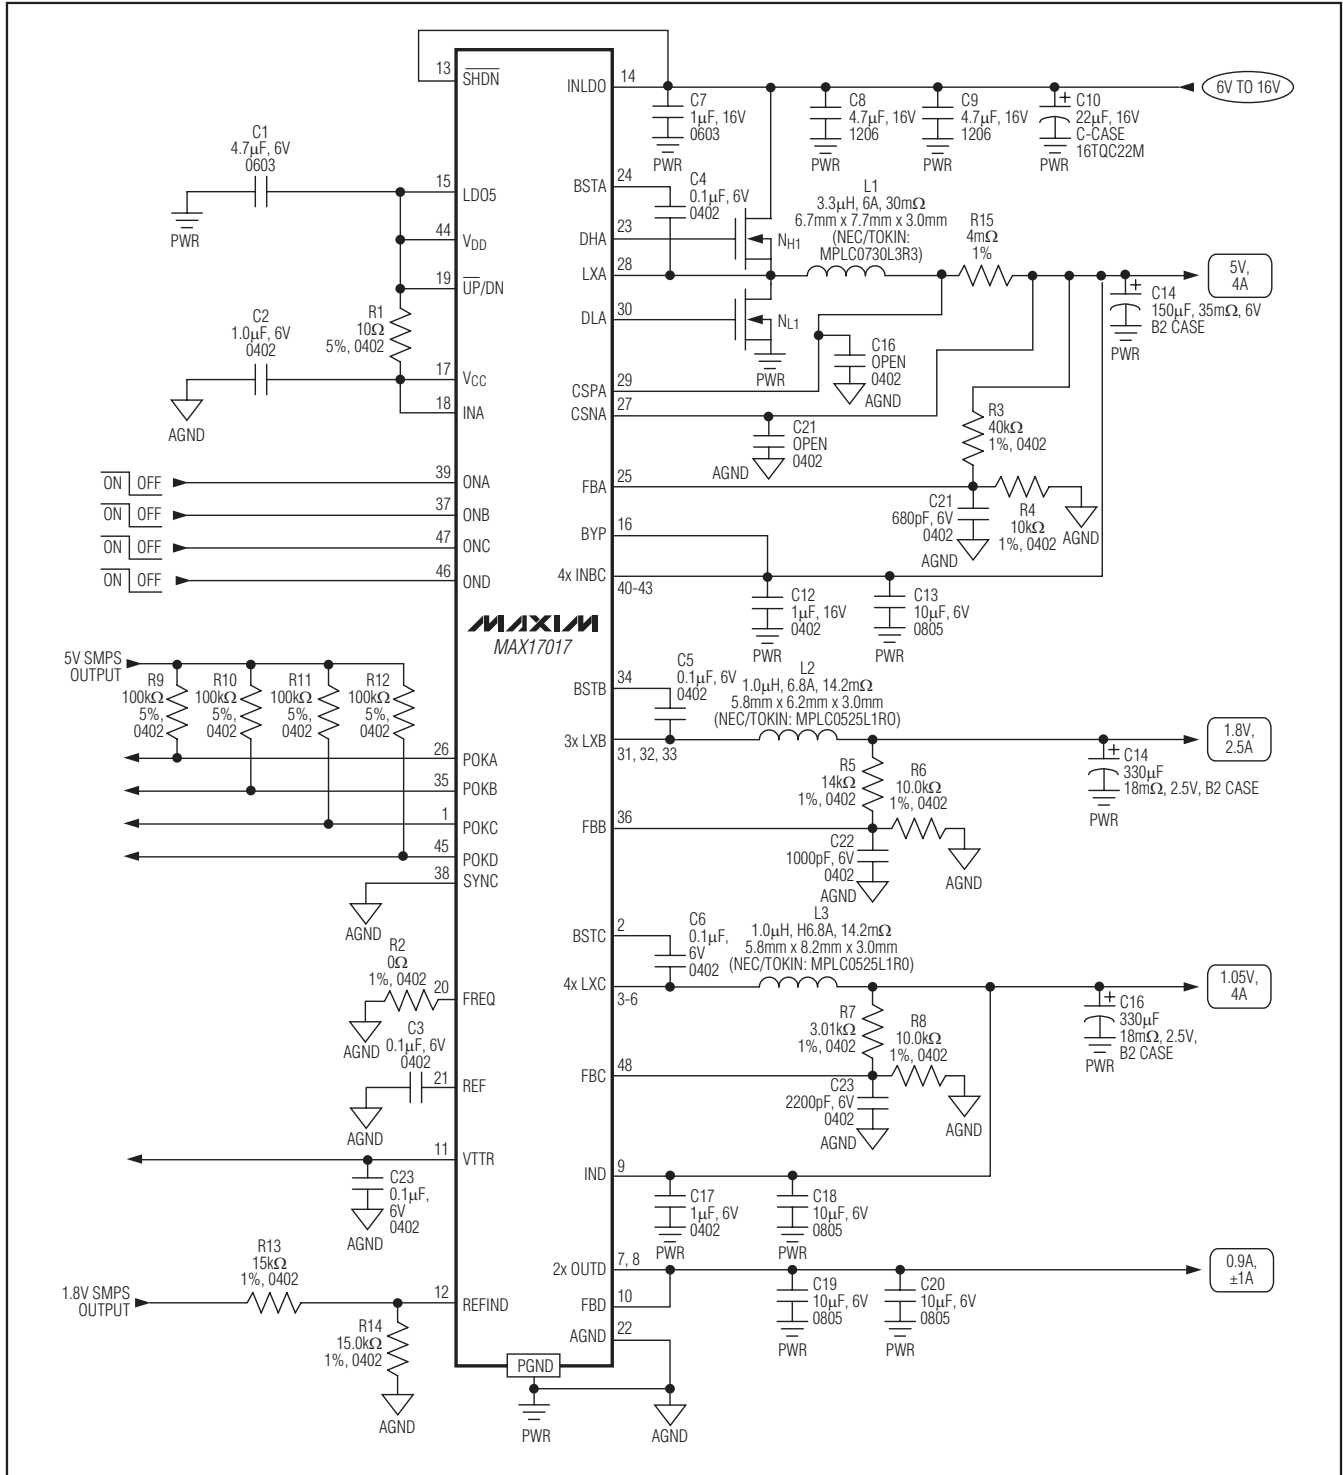 13
SHDN
INLDO
14
C7
1µF, 16V
0603
PWR
C8
4.7µF, 16V
1206
PWR
C9
4.7µF, 16V
1206
PWR
C10
22µF, 16V
C-CASE
16TQC22M
PWR
+
6V TO 16V
C1
4.7µF, 6V
0603
PWR
15
LDO5
44
VDD
19
UP/DN
R1
10Ω
5%, 0402
C2
1.0µF, 6V
0402
AGND
17
VCC
18
INA
BSTA
24
C4
0.1µF, 6V
0402
DHA
23
NH1
LXA
28
DLA
30
NL1
PWR
L1
3.3µH, 6A, 30mΩ
6.7mm x 7.7mm x 3.0mm
(NEC/TOKIN:
MPLC0730L3R3)
R15
4mΩ
1%
+
C14
150µF, 35mΩ, 6V
B2 CASE
PWR
5V,
4A
C16
OPEN
0402
AGND
CSPA
29
CSNA
27
C21
OPEN
0402
AGND
R3
40kΩ
1%, 0402
FBA
25
C21
680pF, 6V
0402
AGND
R4
10kΩ
1%, 0402
AGND
BYP
16
4x INBC
40-43
C12
1µF, 16V
0402
PWR
C13
10µF, 6V
0805
PWR
ON OFF
39
ONA
ON OFF
37
ONB
ON OFF
47
ONC
ON OFF
46
OND
MAXIM
MAX17017
5V SMPS
OUTPUT
R9
100kΩ
5%,
0402
R10
100kΩ
5%,
0402
R11
100kΩ
5%,
0402
R12
100kΩ
5%,
0402
26
POKA
35
POKB
1
POKC
45
POKD
38
SYNC
AGND
BSTB
34
C5
0.1µF, 6V
0402
L2
1.0µH, 6.8A, 14.2mΩ
5.8mm x 6.2mm x 3.0mm
(NEC/TOKIN: MPLC0525L1RO)
3x LXB
31, 32, 33
R5
14kΩ
1%, 0402
R6
10.0kΩ
1%, 0402
AGND
FBB
36
C22
1000pF, 6V
0402
AGND
+
C14
330µF
18mΩ, 2.5V, B2 CASE
PWR
1.8V,
2.5A
R2
0Ω
1%, 0402
20
FREQ
AGND
C3
0.1µF, 6V
0402
21
REF
AGND
BSTC
2
C6
0.1µF,
6V
0402
L3
1.0µH, H6.8A, 14.2mΩ
5.8mm x 8.2mm x 3.0mm
(NEC/TOKIN: MPLC0525L1R0)
4x LXC
3-6
R7
3.01kΩ
1%, 0402
R8
10.0kΩ
1%, 0402
AGND
FBC
48
C23
2200pF, 6V
0402
AGND
+
C16
330µF
18mΩ, 2.5V,
B2 CASE
PWR
1.05V,
4A
11
VTTR
C23
0.1µF,
6V
0402
AGND
IND
9
C17
1µF, 6V
0402
PWR
C18
10µF, 6V
0805
PWR
R13
15kΩ
1%, 0402
1.8V SMPS
OUTPUT
12
REFIND
R14
15.0kΩ
1%, 0402
AGND
2x OUTD
7, 8
FBD
10
C19
10µF, 6V
0805
PWR
C20
10µF, 6V
0805
PWR
0.9A,
±1A
AGND
22
PGND
PWR
AGND